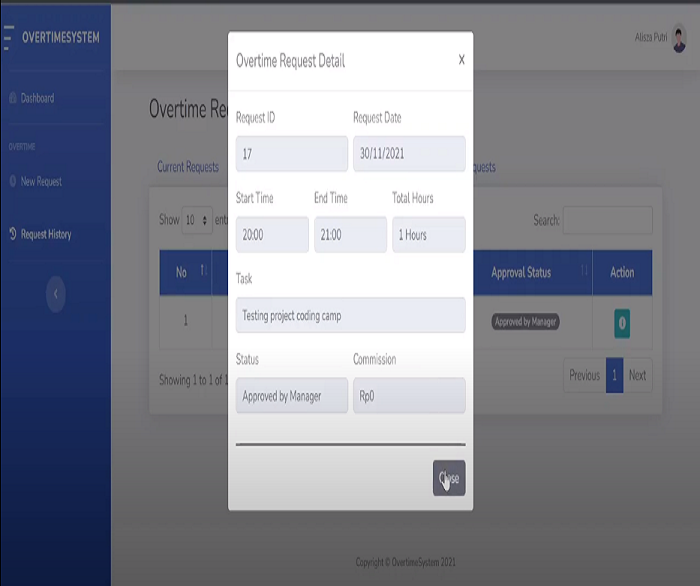 OVERTIMESYSTEM
Alisza Putri
Dashboard
OVERTIME
New Request
Request History
Overtime Re
Current Requests
quests
Show 10 ent
Search:
No
Approval Status
Action
1
Approved by Manager
Showing 1 to 1 of 1
Previous 1 Next
Overtime Request Detail
X
Request ID
Request Date
17
30/11/2021
Start Time
End Time
Total Hours
20:00
21:00
1 Hours
Task
Testing project coding camp
Status
Commission
Approved by Manager
Rp0
Close
Copyright © OvertimeSystem 2021